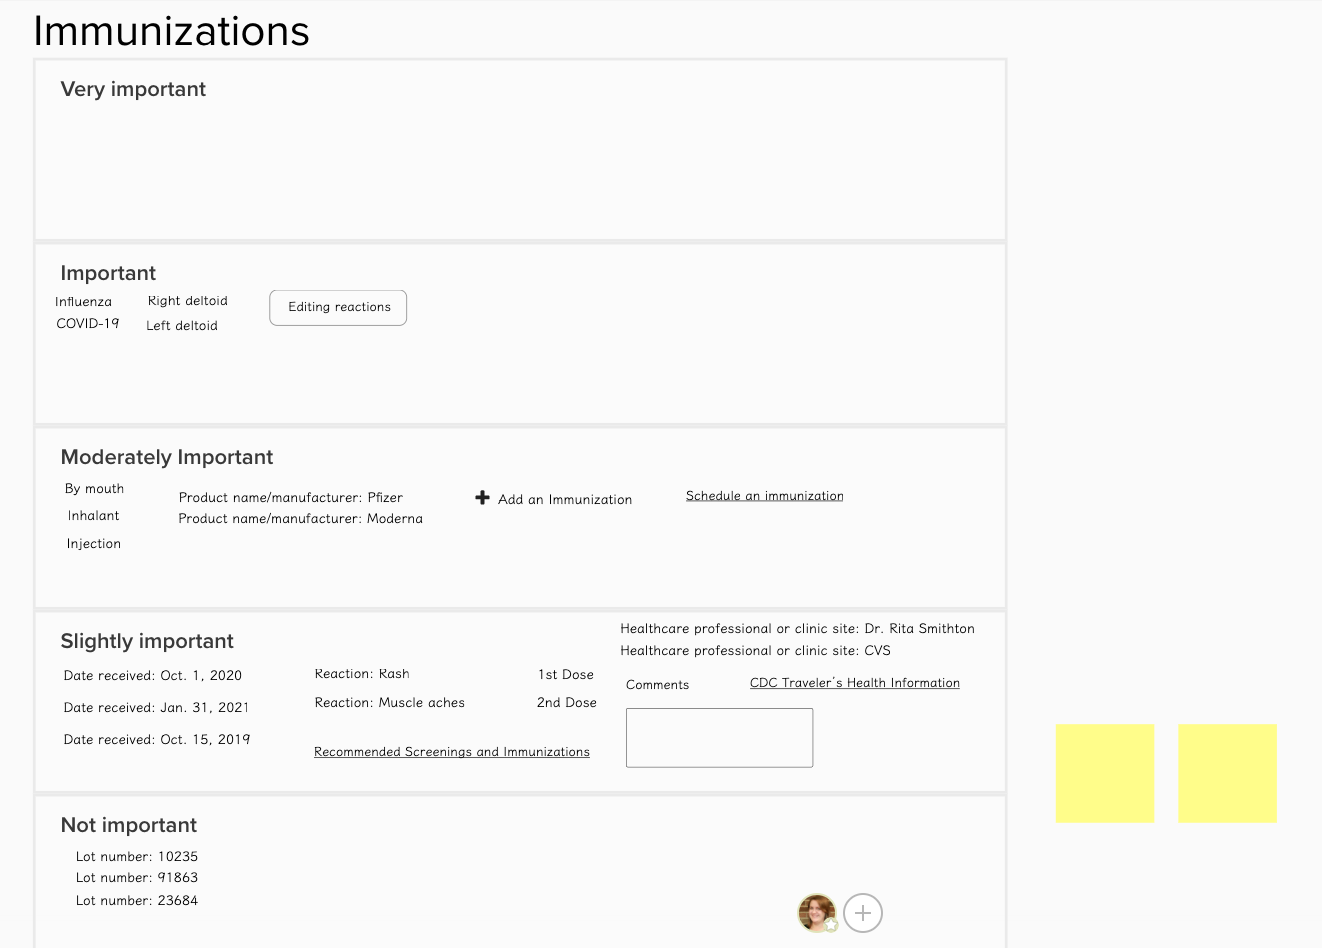 Immunizations
Very important
Important
Influenza
Right deltoid
COVID-19
Left deltoid
Editing reactions
Moderately Important
By mouth
Inhalant
Injection
Product name/manufacturer: Pfizer
Product name/manufacturer: Moderna
Add an Immunization
Schedule an immunization
Slightly important
Date received: Oct. 1, 2020
Date received: Jan. 31, 2021
Date received: Oct. 15, 2019
Reaction: Rash
Reaction: Muscle aches
1st Dose
2nd Dose
Recommended Screenings and Immunizations
Healthcare professional or clinic site: Dr. Rita Smithton
Healthcare professional or clinic site: CVS
Comments
CDC Traveler's Health Information
Not important
Lot number: 10235
Lot number: 91863
Lot number: 23684